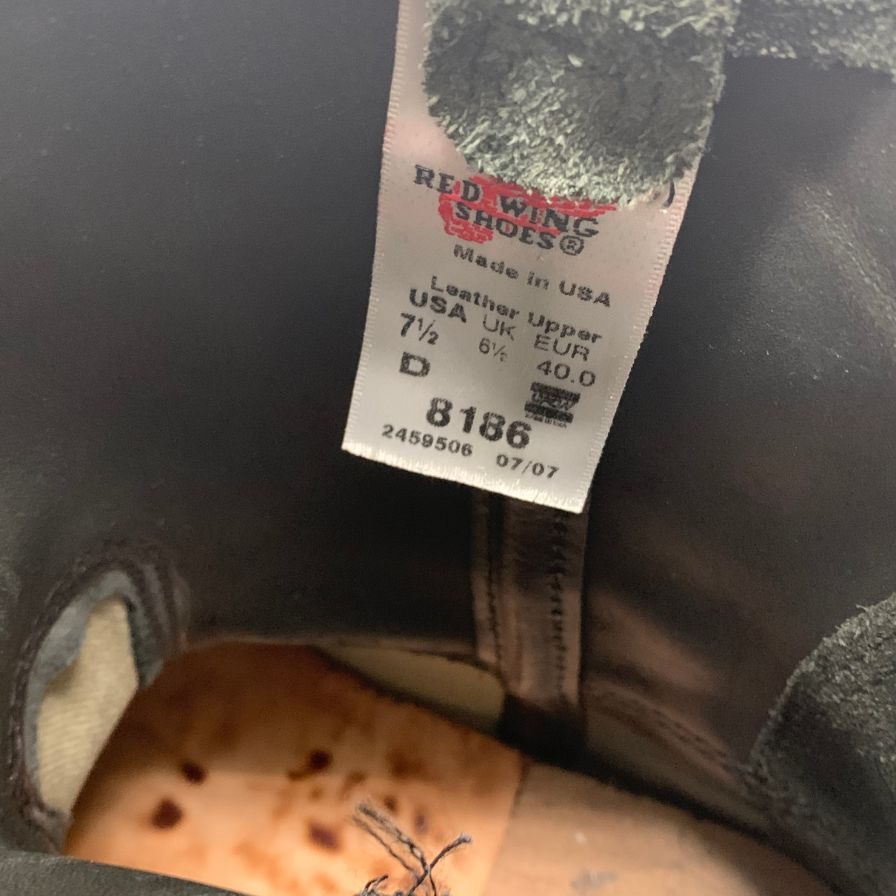 RED WING
SHOES®
Made in USA
Leather Upper
USA UK EUR
7½ 6½ 40.0
D
8186
2459506 07/07